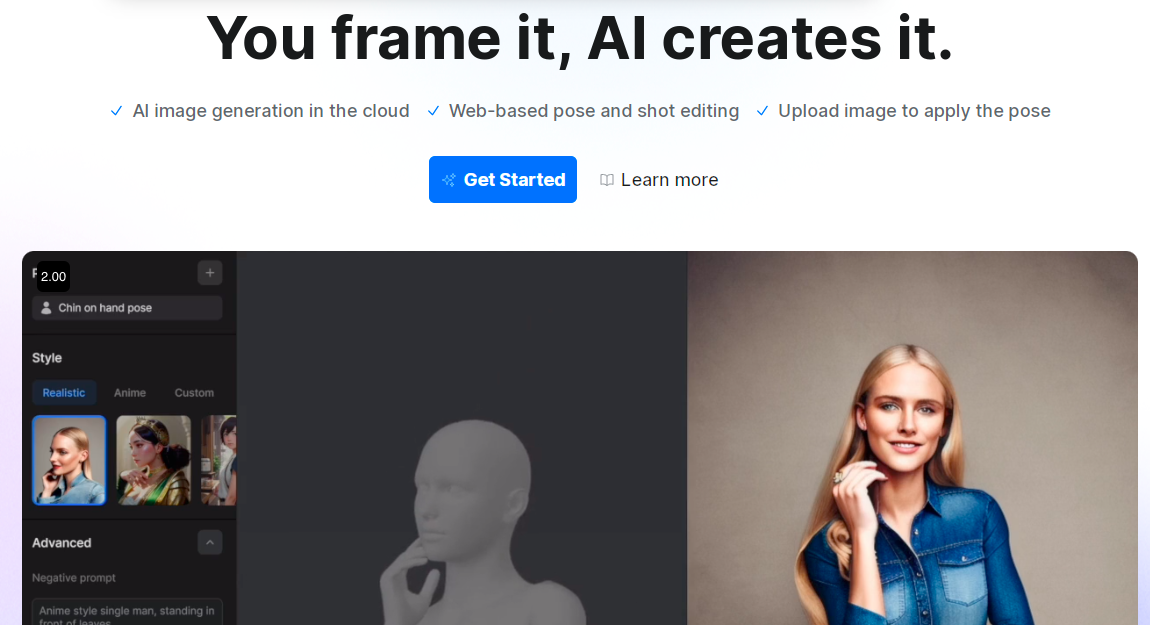 You frame it, AI creates it.
AI image generation in the cloud Web-based pose and shot editing Upload image to apply the pose
Get Started Learn more
2.00
Chin on hand pose
Style
Realistic Anime Custom
Advanced
Negative prompt
Anime style single man, standing in
front of leaves